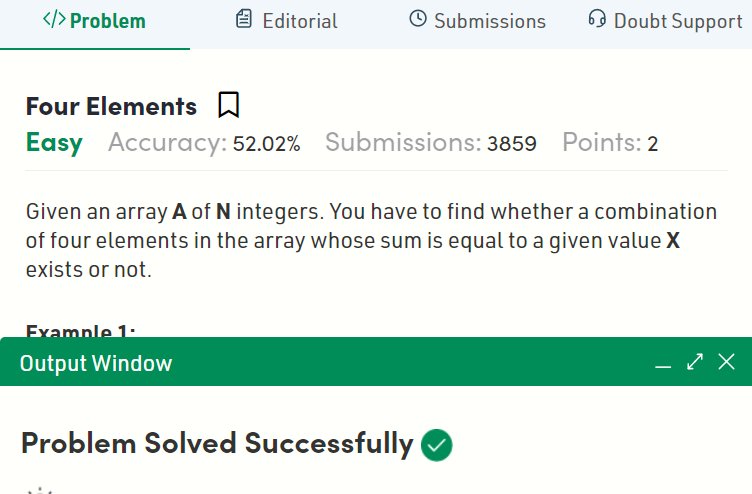 </> Problem Editorial Submissions Doubt Support
Four Elements
Easy Accuracy: 52.02% Submissions: 3859 Points: 2
Given an array A of N integers. You have to find whether a combination
of four elements in the array whose sum is equal to a given value X
exists or not.
Example 1:
Output Window
Problem Solved Successfully